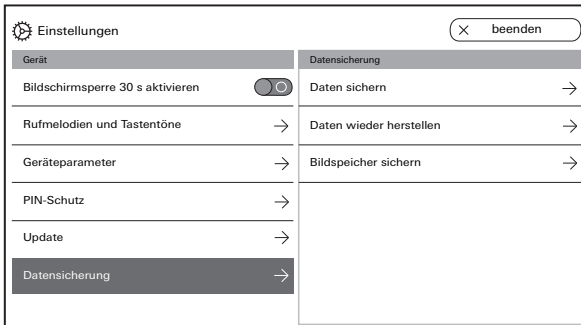 Einstellungen
beenden
Gerät
Bildschirmsperre 30 s aktivieren
Rufmelodien und Tastentöne
Geräteparameter
PIN-Schutz
Update
Datensicherung
Datensicherung
Daten sichern
Daten wieder herstellen
Bildspeicher sichern